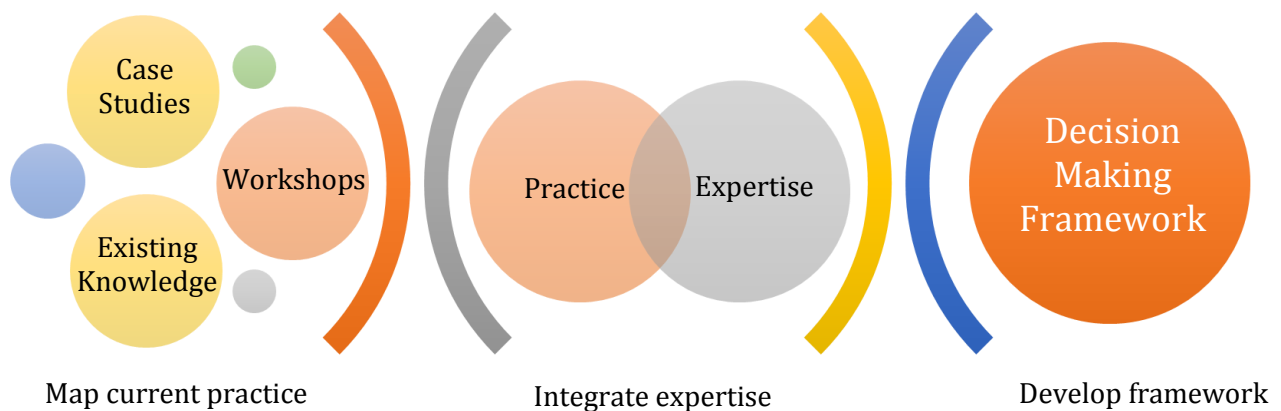 Case
Studies
Workshops
Existing
Knowledge
Map current practice
Practice
Expertise
Integrate expertise
Decision
Making
Framework
Develop framework